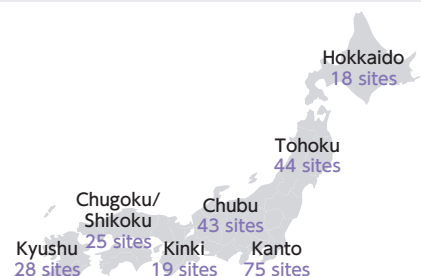 Hokkaido
18 sites
Tohoku
44 sites
Chugoku/
Shikoku
25 sites
Chubu
43 sites
Kyushu
28 sites
Kinki
19 sites
Kanto
75 sites